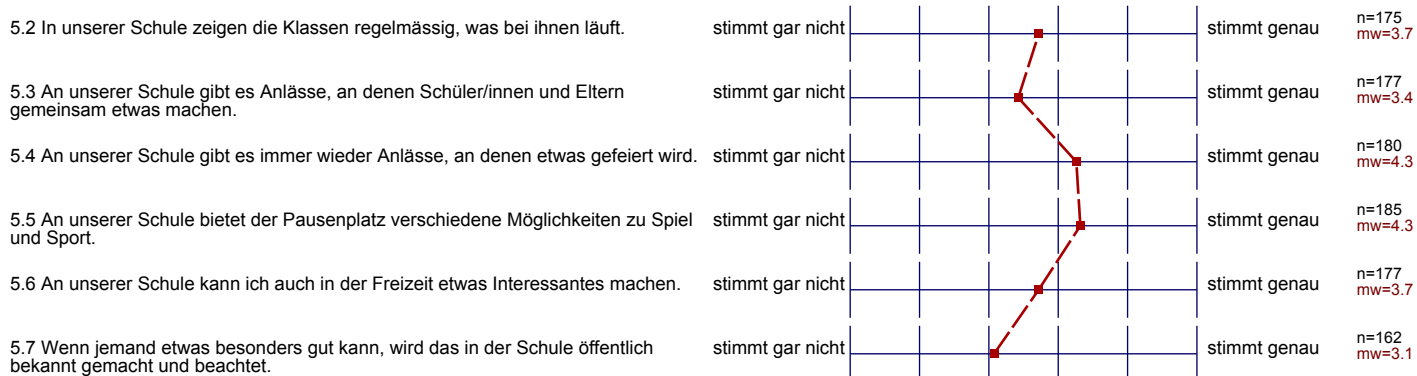 5.2 In unserer Schule zeigen die Klassen regelmässig, was bei ihnen läuft. stimmt gar nicht stimmt genau n=175
mw=3.7
5.3 An unserer Schule gibt es Anlässe, an denen Schüler/innen und Eltern
gemeinsam etwas machen. stimmt gar nicht stimmt genau n=177
mw=3.4
5.4 An unserer Schule gibt es immer wieder Anlässe, an denen etwas gefeiert wird. stimmt gar nicht stimmt genau n=180
mw=4.3
5.5 An unserer Schule bietet der Pausenplatz verschiedene Möglichkeiten zu Spiel
und Sport. stimmt gar nicht stimmt genau n=185
mw=4.3
5.6 An unserer Schule kann ich auch in der Freizeit etwas Interessantes machen. stimmt gar nicht stimmt genau n=177
mw=3.7
5.7 Wenn jemand etwas besonders gut kann, wird das in der Schule öffentlich
bekannt gemacht und beachtet. stimmt gar nicht stimmt genau n=162
mw=3.1